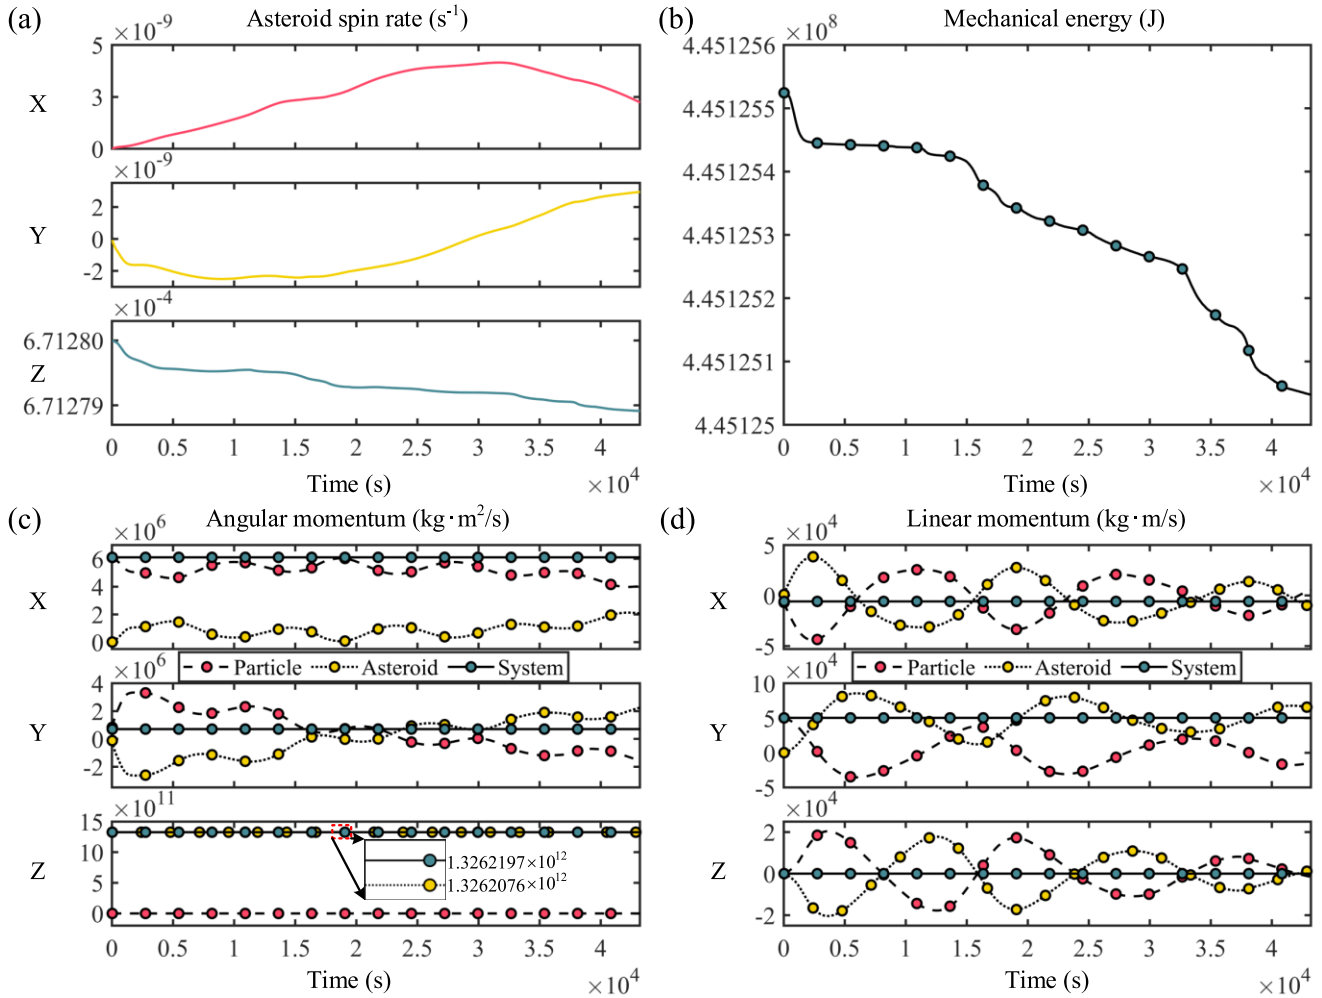 (a)
Asteroid spin rate (s-1)
×10-9
5
3
0
X
×10-9
2
0
-2
Y
×10-4
6.71280
6.71279
Z
0 0.5 1 1.5 2 2.5 3 3.5 4
Time (s)
×104
(b)
Mechanical energy (J)
×108
4.451256
4.451255
4.451254
4.451253
4.451252
4.451251
4.45125
0 0.5 1 1.5 2 2.5 3 3.5 4
Time (s)
×104
(c)
Angular momentum (kg·m2/s)
×106
6
4
2
0
X
Particle Asteroid System
×106
4
2
0
-2
Y
×1011
15
10
5
0
Z
1.3262197×1012
1.3262076×1012
0 0.5 1 1.5 2 2.5 3 3.5 4
Time (s)
×104
(d)
Linear momentum (kg·m/s)
×104
5
0
-5
X
Particle Asteroid System
×104
10
5
0
-5
Y
×104
2
0
-2
Z
0 0.5 1 1.5 2 2.5 3 3.5 4
Time (s)
×104